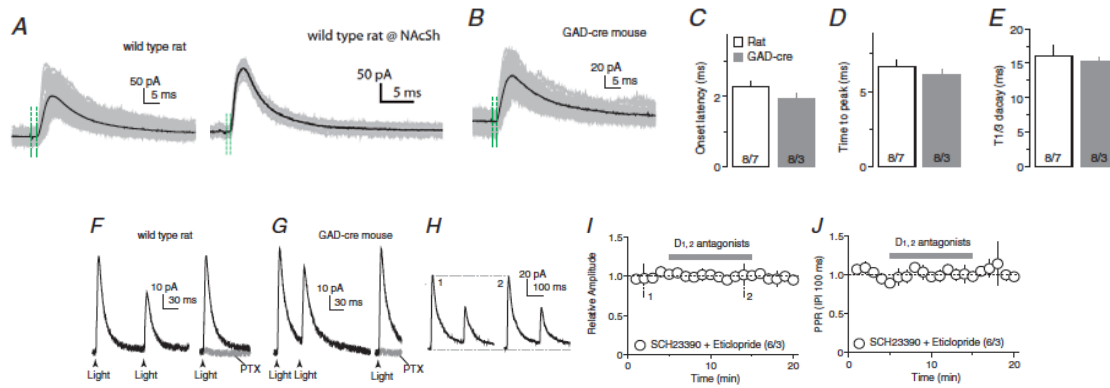 A
wild type rat
50 pA
5 ms
wild type rat @ NAcSh
50 pA
5 ms
B
GAD-cre mouse
20 pA
5 ms
C
Rat
GAD-cre
Onset latency (ms)
2
0
8/7
8/3
D
Time to peak (ms)
5
0
8/7
8/3
E
T1/3 decay (ms)
20
15
10
5
0
8/7
8/3
F
wild type rat
10 pA
30 ms
Light
Light
Light
PTX
G
GAD-cre mouse
10 pA
30 ms
Light
Light
Light
PTX
H
1
2
20 pA
100 ms
I
D1, 2 antagonists
Relative Amplitude
1.5
1.0
0.5
0
1
2
SCH23390 + Eticlopride (6/3)
0
10
20
Time (min)
J
D1, 2 antagonists
PPR (IPI 100 ms)
1.5
1.0
0.5
0
SCH23390 + Eticlopride (6/3)
0
10
20
Time (min)